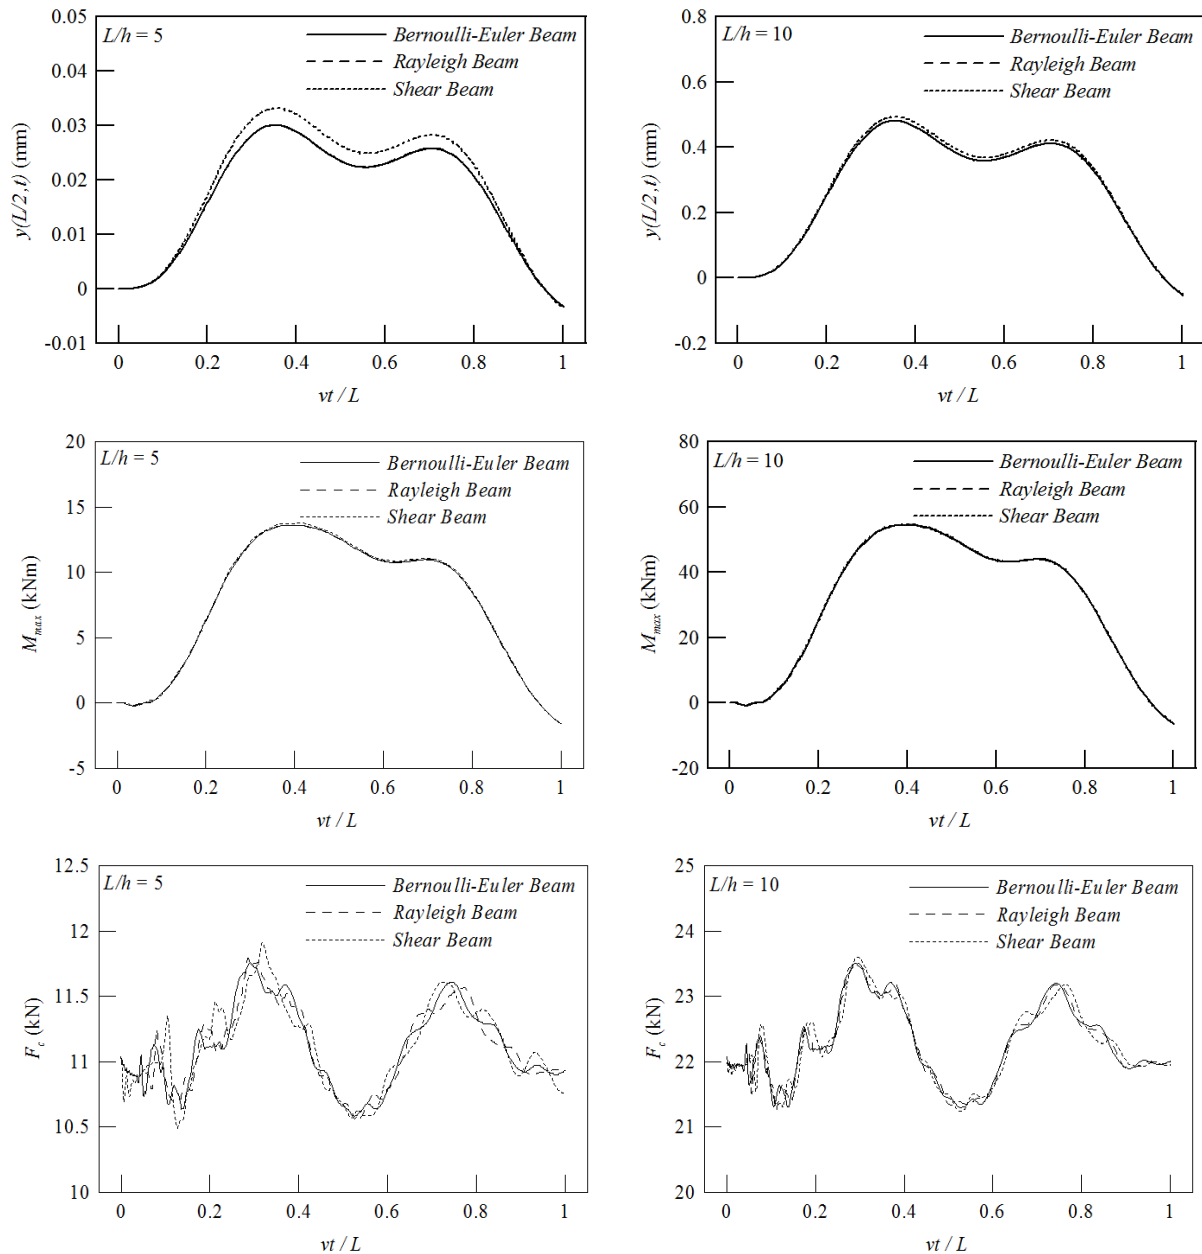 L/h = 5
Bernoulli-Euler Beam
Rayleigh Beam
Shear Beam
0.05
0.04
0.03
0.02
0.01
0
-0.01
y(L/2,t) (mm)
0 0.2 0.4 0.6 0.8 1
vt / L
L/h = 10
Bernoulli-Euler Beam
Rayleigh Beam
Shear Beam
0.8
0.6
0.4
0.2
0
-0.2
y(L/2,t) (mm)
0 0.2 0.4 0.6 0.8 1
vt / L
L/h = 5
Bernoulli-Euler Beam
Rayleigh Beam
Shear Beam
20
15
10
5
0
-5
M_max (kNm)
0 0.2 0.4 0.6 0.8 1
vt / L
L/h = 10
Bernoulli-Euler Beam
Rayleigh Beam
Shear Beam
80
60
40
20
0
-20
M_max (kNm)
0 0.2 0.4 0.6 0.8 1
vt / L
L/h = 5
Bernoulli-Euler Beam
Rayleigh Beam
Shear Beam
12.5
12
11.5
11
10.5
10
F_c (kN)
0 0.2 0.4 0.6 0.8 1
vt / L
L/h = 10
Bernoulli-Euler Beam
Rayleigh Beam
Shear Beam
25
24
23
22
21
20
F_c (kN)
0 0.2 0.4 0.6 0.8 1
vt / L